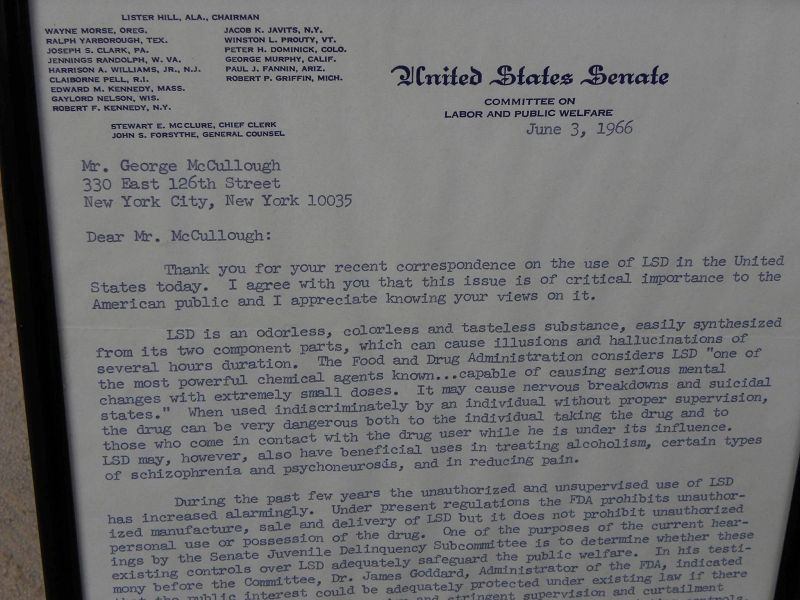 LISTER HILL, ALA., CHAIRMAN
WAYNE MORSE, OREG.
RALPH YARBOROUGH, TEX.
JOSEPH S. CLARK, PA.
JENNINGS RANDOLPH, W. VA.
HARRISON A. WILLIAMS, JR., N.J.
CLAIBORNE PELL, R.I.
EDWARD M. KENNEDY, MASS.
GAYLORD NELSON, WIS.
ROBERT F. KENNEDY, N.Y.
JACOB K. JAVITS, N.Y.
WINSTON L. PROUTY, VT.
PETER H. DOMINICK, COLO.
GEORGE MURPHY, CALIF.
PAUL J. FANNIN, ARIZ.
ROBERT P. GRIFFIN, MICH.
STEWART E. MCCLURE, CHIEF CLERK
JOHN S. FORSYTHE, GENERAL COUNSEL
United States Senate
COMMITTEE ON
LABOR AND PUBLIC WELFARE
June 3, 1966
Mr. George McCullough
330 East 126th Street
New York City, New York 10035
Dear Mr. McCullough:
Thank you for your recent correspondence on the use of LSD in the United
States today. I agree with you that this issue is of critical importance to the
American public and I appreciate knowing your views on it.
LSD is an odorless, colorless and tasteless substance, easily synthesized
from its two component parts, which can cause illusions and hallucinations of
several hours duration. The Food and Drug Administration considers LSD "one of
the most powerful chemical agents known...capable of causing serious mental
changes with extremely small doses. It may cause nervous breakdowns and suicidal
states." When used indiscriminately by an individual without proper supervision,
the drug can be very dangerous both to the individual taking the drug and to
those who come in contact with the drug user while he is under its influence.
LSD may, however, also have beneficial uses in treating alcoholism, certain types
of schizophrenia and psychoneurosis, and in reducing pain.
During the past few years the unauthorized and unsupervised use of LSD
has increased alarmingly. Under present regulations the FDA prohibits unauthor-
ized manufacture, sale and delivery of LSD but it does not prohibit unauthorized
personal use or possession of the drug. One of the purposes of the current hear-
ings by the Senate Juvenile Delinquency Subcommittee is to determine whether these
existing controls over LSD adequately safeguard the public welfare. In his testi-
mony before the Committee, Dr. James Goddard, Administrator of the FDA, indicated
that the public interest could be adequately protected under existing law if there
and stringent supervision and curtailment
controls.